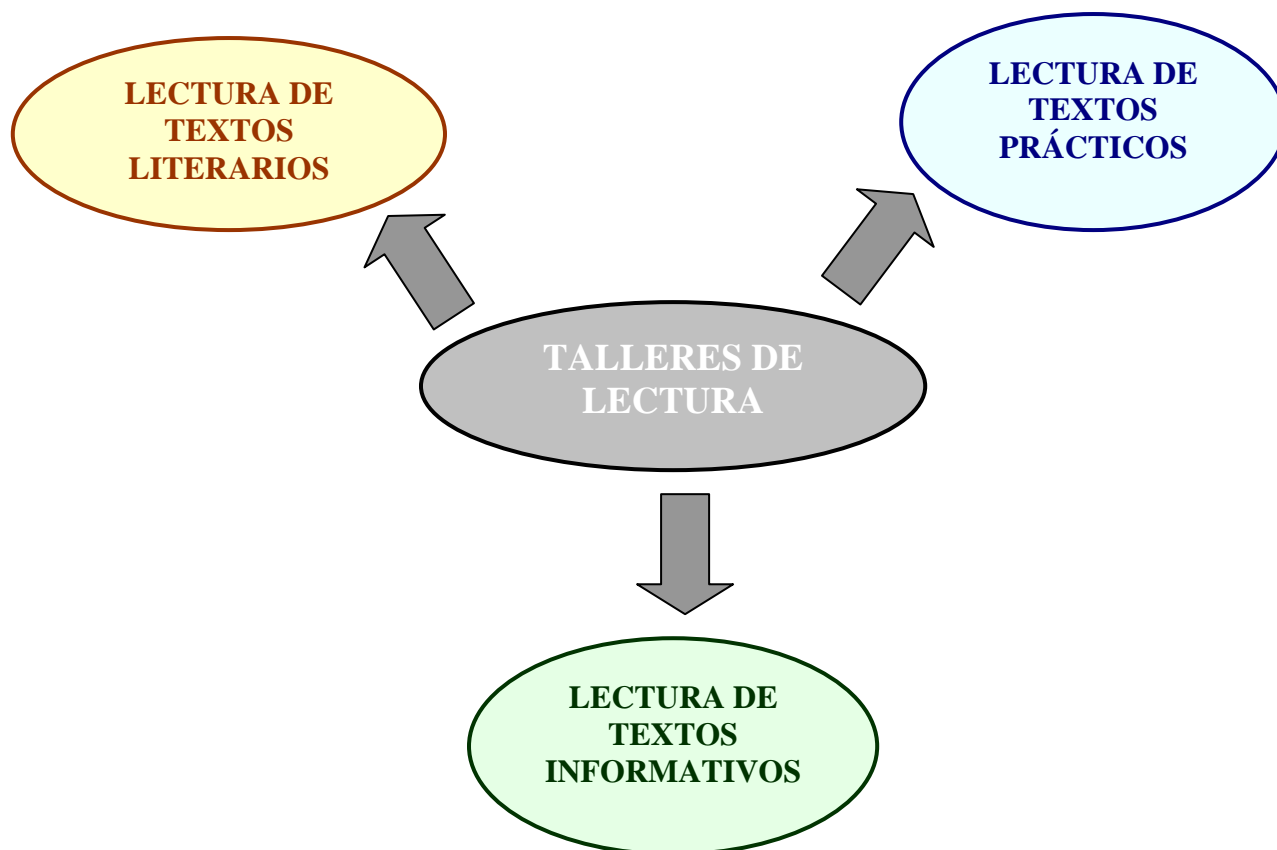 LECTURA DE
TEXTOS
LITERARIOS
LECTURA DE
TEXTOS
PRÁCTICOS
TALLERES DE
LECTURA
LECTURA DE
TEXTOS
INFORMATIVOS